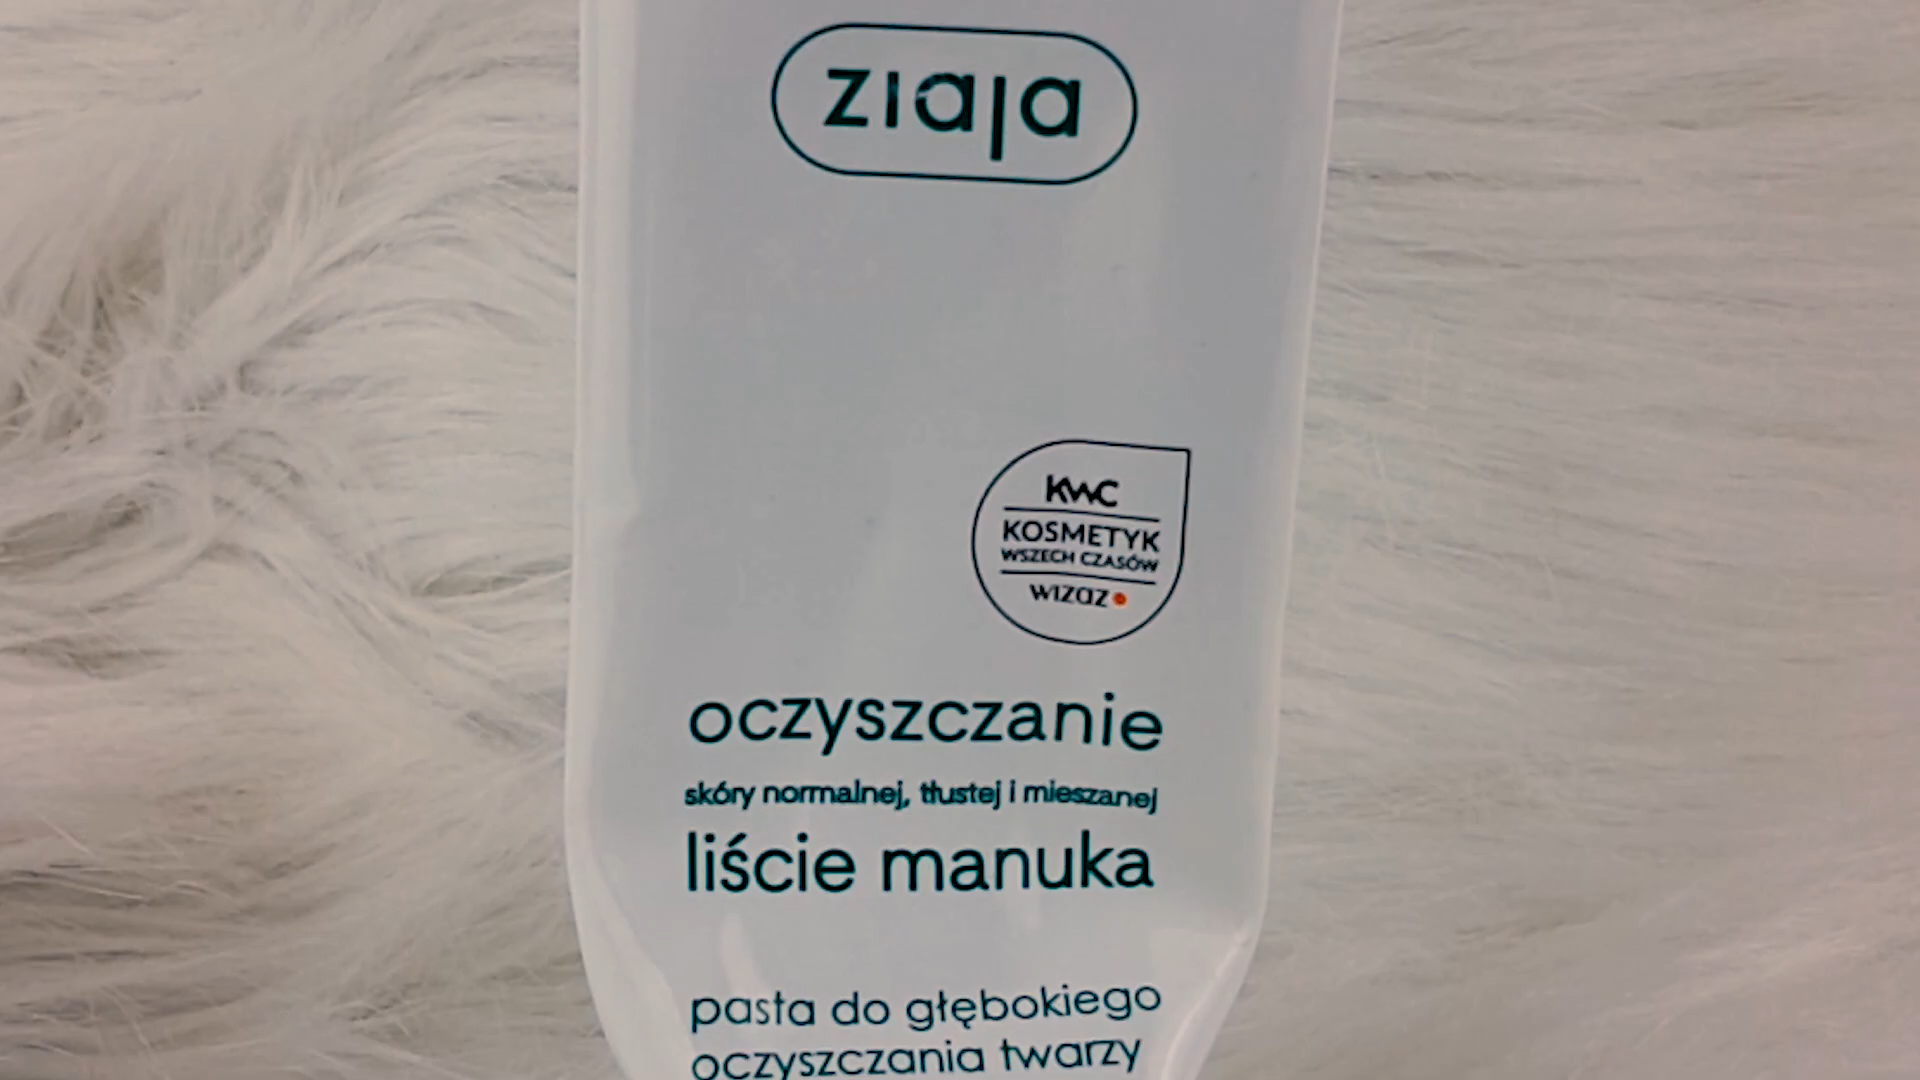 ziaja
KWC
KOSMETYK
WSZECH CZASÓW
wizaz
oczyszczanie
skóry normalnej, tłustej i mieszanej
liście manuka
pasta do głębokiego
oczyszczania twarzy